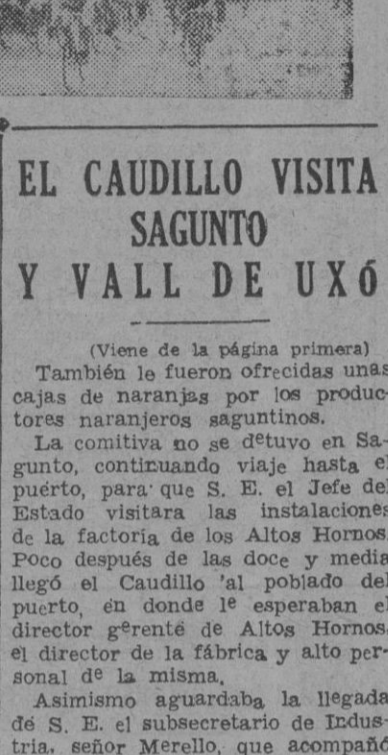 EL CAUDILLO VISITA
SAGUNTO
Y VALL DE UXÓ
(Viene de la página primera)
También le fueron ofrecidas unas
cajas de naranjas por los produc-
tores naranjeros saguntinos.
La comitiva no se detuvo en Sa-
gunto, continuando viaje hasta el
puerto, para que S. E. el Jefe del
Estado visitara las instalaciones
de la factoría de los Altos Hornos.
Poco después de las doce y media
llegó el Caudillo al poblado del
puerto, en donde le esperaban el
director gerente de Altos Hornos,
el director de la fábrica y alto per-
sonal de la misma.
Asimismo aguardaba la llegada
de S. E. el subsecretario de Indus-
tria, señor Merello, que acompañó